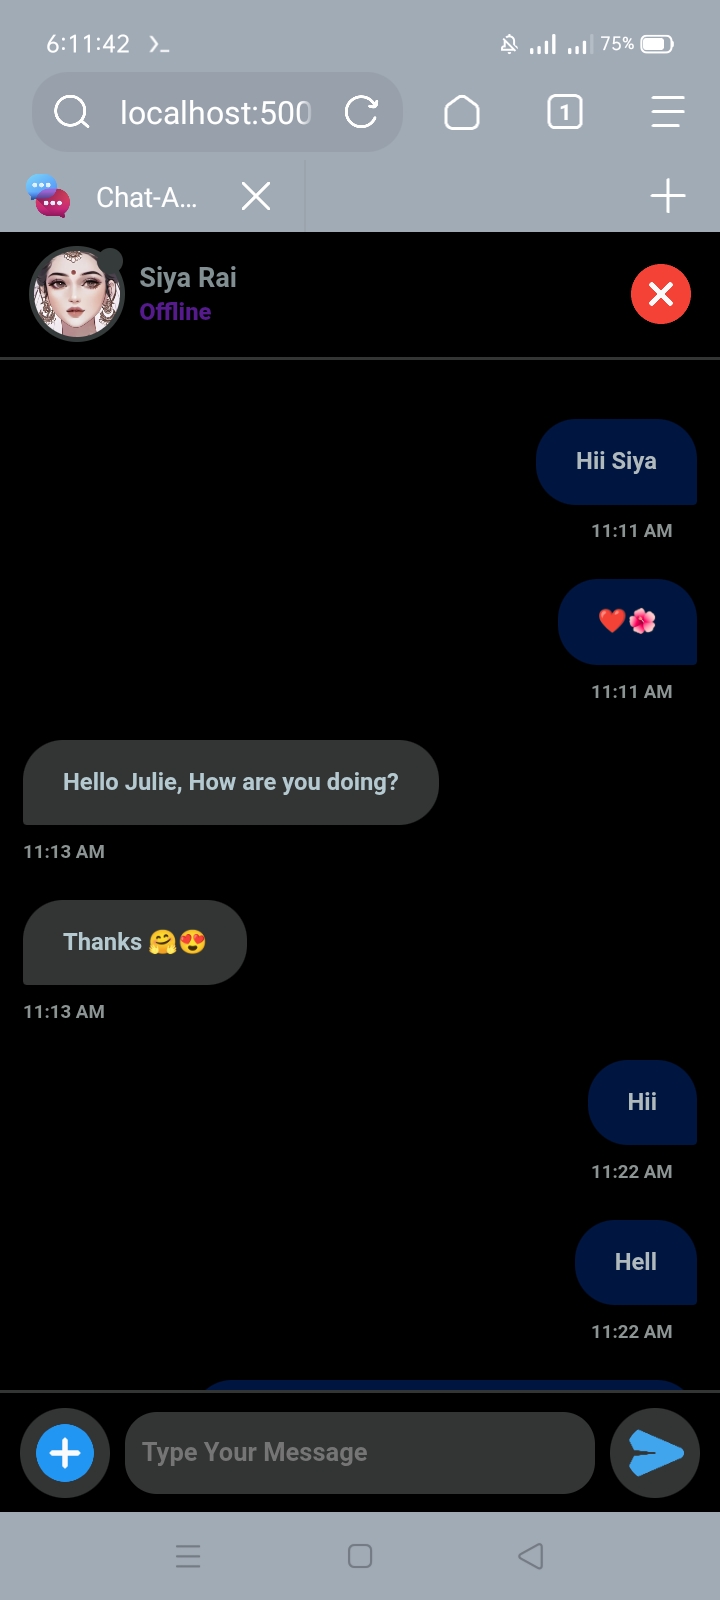 6:11:42
75%
localhost:500
1
Chat-A...
Siya Rai
Offline
Hii Siya
11:11 AM
❤️🌺
11:11 AM
Hello Julie, How are you doing?
11:13 AM
Thanks 🤗😍
11:13 AM
Hii
11:22 AM
Hell
11:22 AM
Type Your Message